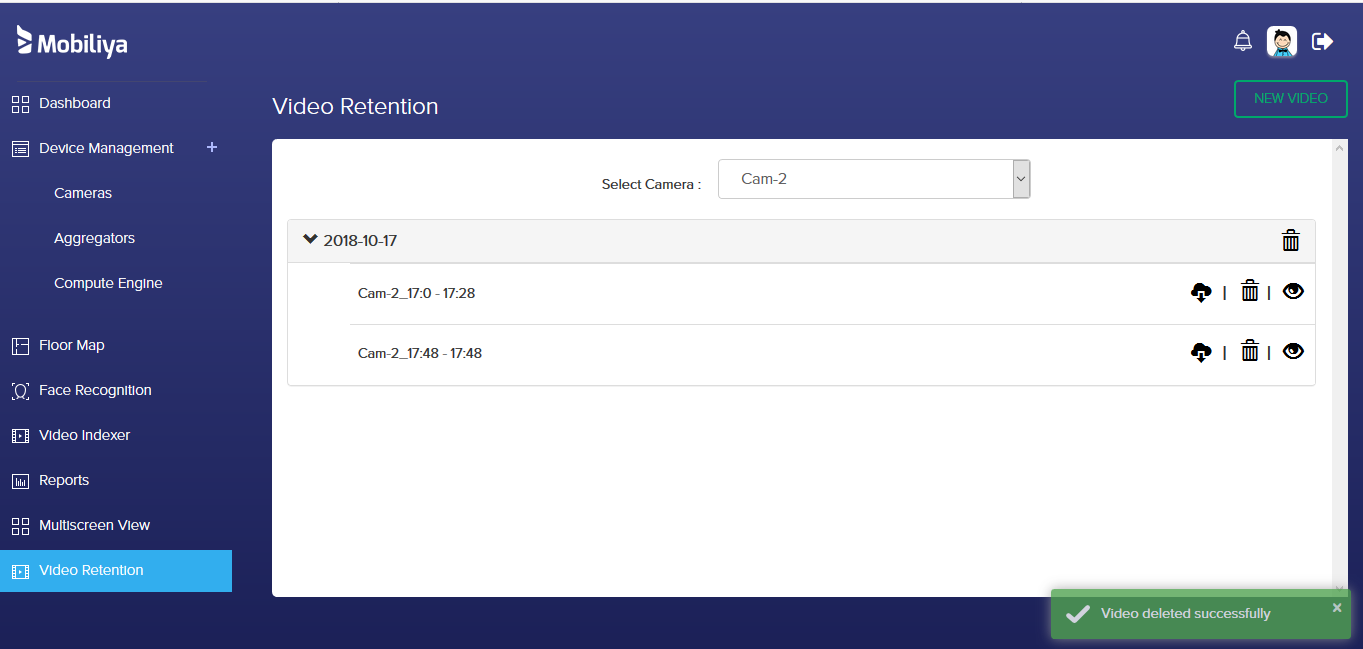 Mobiliya
Dashboard
Device Management +
Cameras
Aggregators
Compute Engine
Floor Map
Face Recognition
Video Indexer
Reports
Multiscreen View
Video Retention
Video Retention
NEW VIDEO
Select Camera :
Cam-2
2018-10-17
Cam-2_17:0 - 17:28
| |
Cam-2_17:48 - 17:48
| |
Video deleted successfully
×